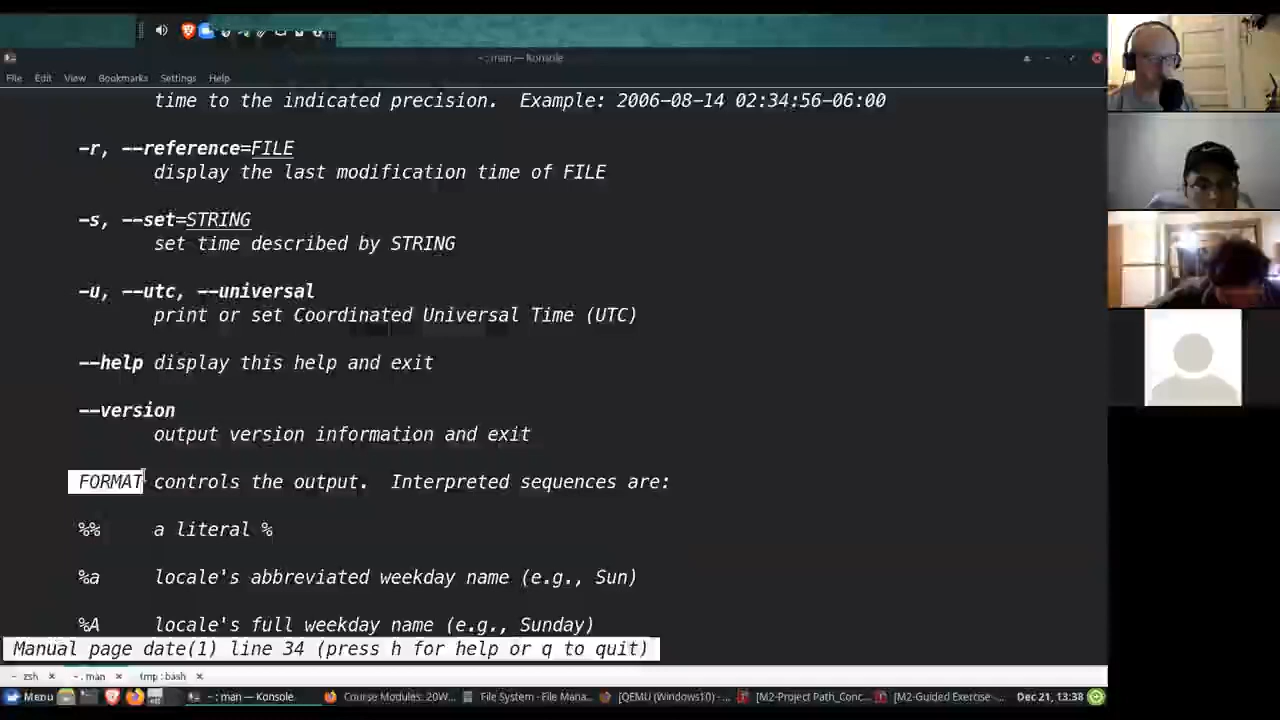 ~ : man — Konsole
File Edit View Bookmarks Settings Help
time to the indicated precision.  Example: 2006-08-14 02:34:56-06:00
-r, --reference=FILE
display the last modification time of FILE
-s, --set=STRING
set time described by STRING
-u, --utc, --universal
print or set Coordinated Universal Time (UTC)
--help display this help and exit
--version
output version information and exit
FORMAT controls the output.  Interpreted sequences are:
%%     a literal %
%a     locale's abbreviated weekday name (e.g., Sun)
%A     locale's full weekday name (e.g., Sunday)
Manual page date(1) line 34 (press h for help or q to quit)
~ : zsh ~ : man tmp : bash
Menu ~ : man — Konsole Course Modules: 20W... File System - File Mana... [QEMU (Windows10) - ... [M2-Project Path_Conc... [M2-Guided Exercise -... Dec 21, 13:38